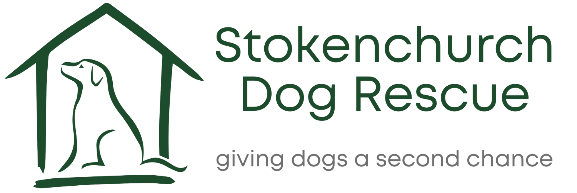 Stokenchurch
Dog Rescue
giving dogs a second chance